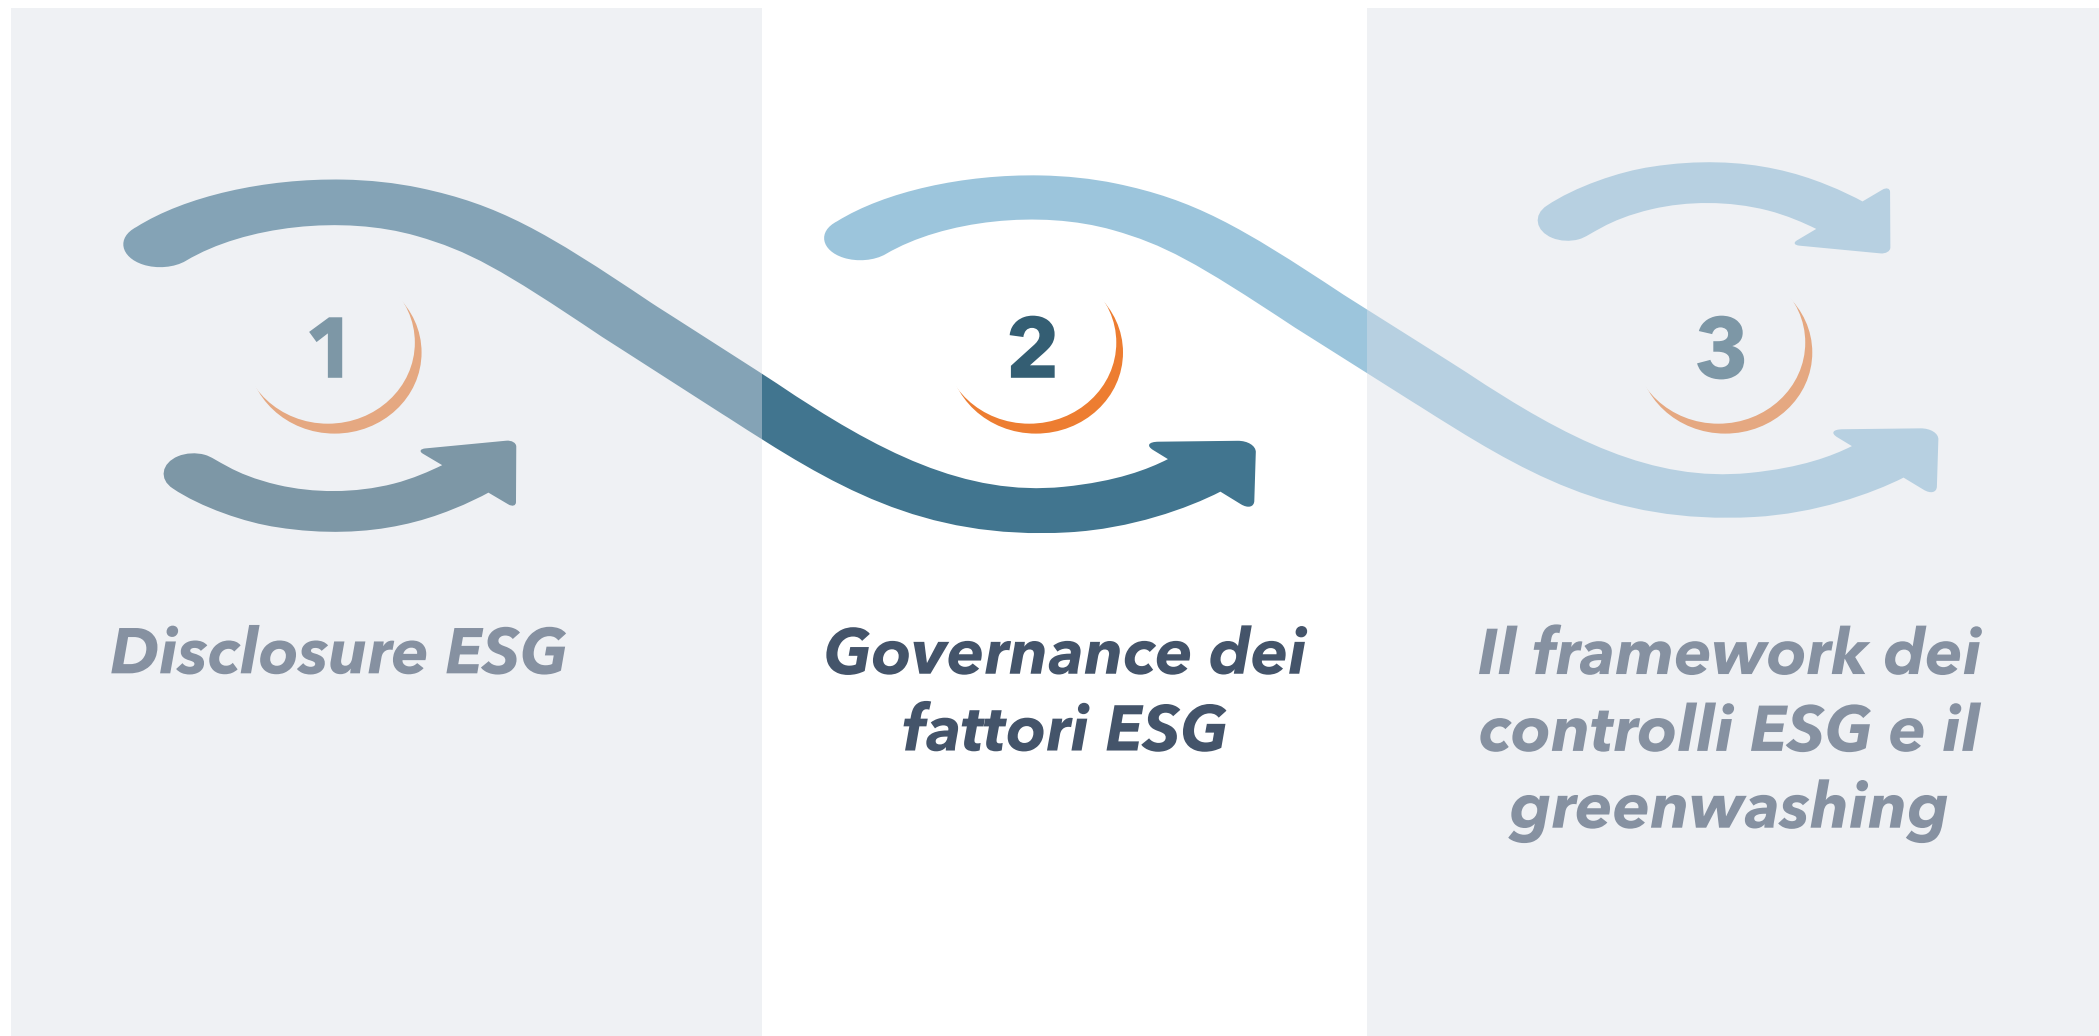 1
Disclosure ESG
2
Governance dei
fattori ESG
3
Il framework dei
controlli ESG e il
greenwashing